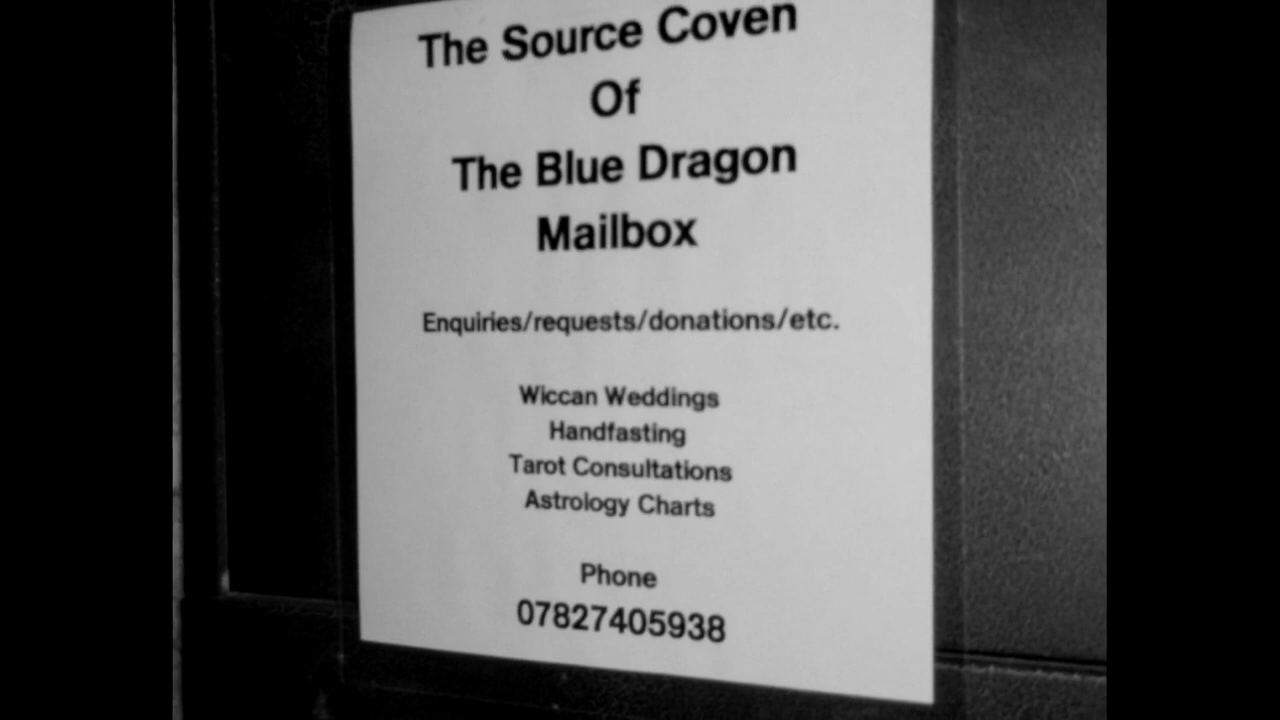 The Source Coven
Of
The Blue Dragon
Mailbox
Enquiries/requests/donations/etc.
Wiccan Weddings
Handfasting
Tarot Consultations
Astrology Charts
Phone
07827405938